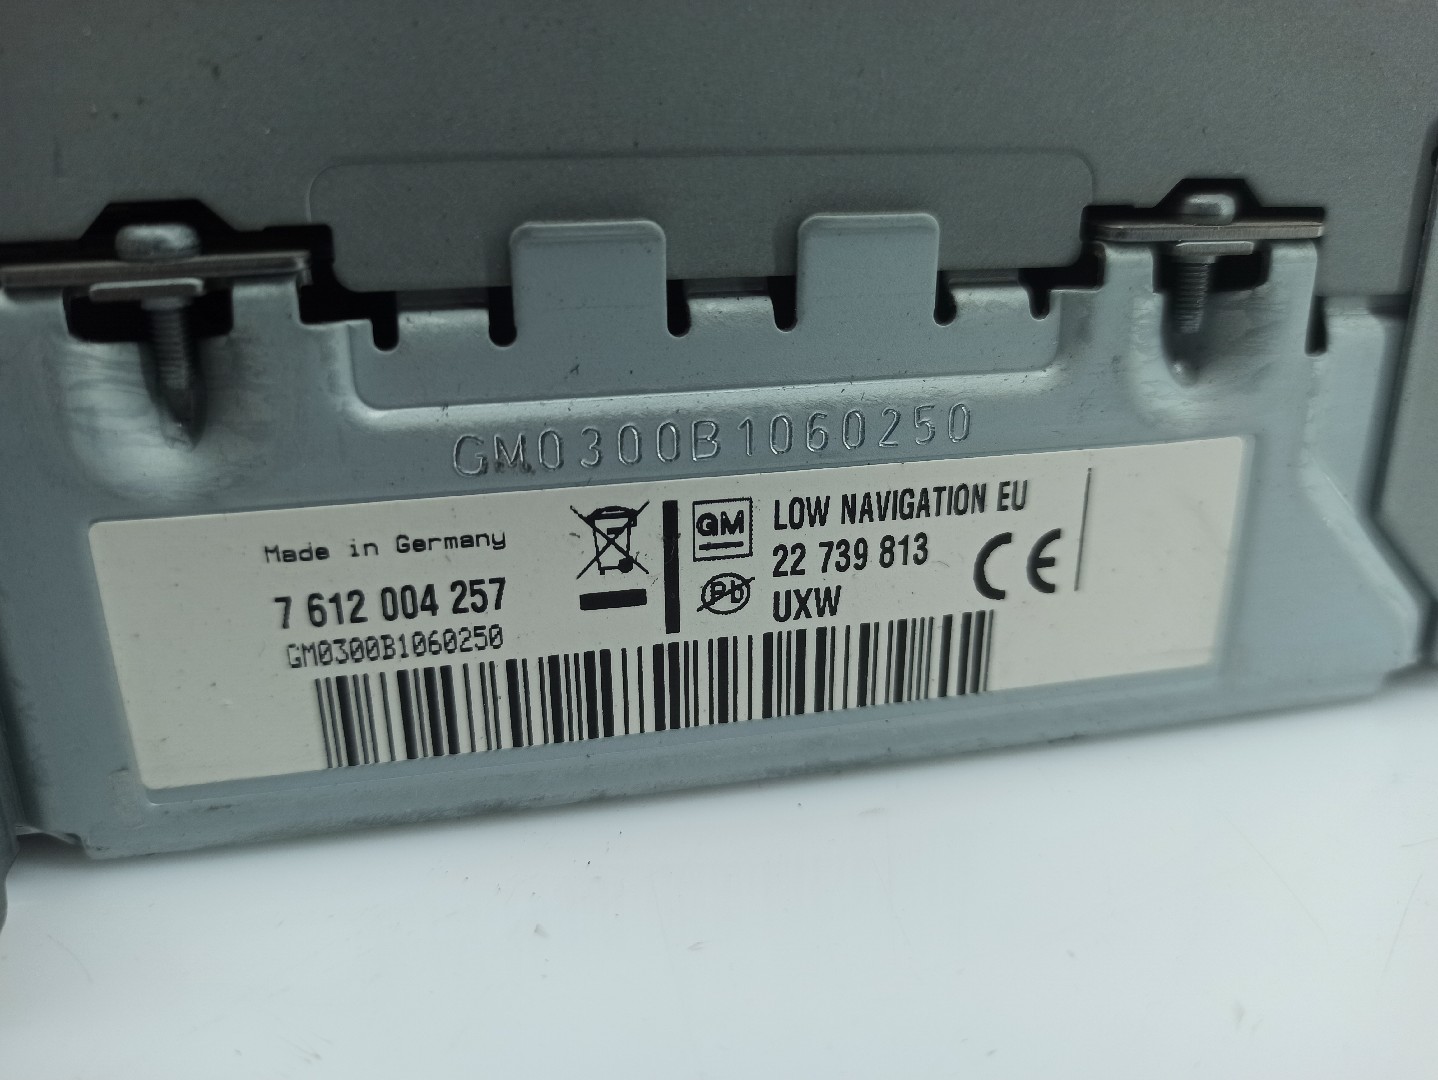 GM0300B1060250
Made in Germany
7 612 004 257
GM0300B1060250
GM
Pb
LOW NAVIGATION EU
22 739 813
UXW
CE